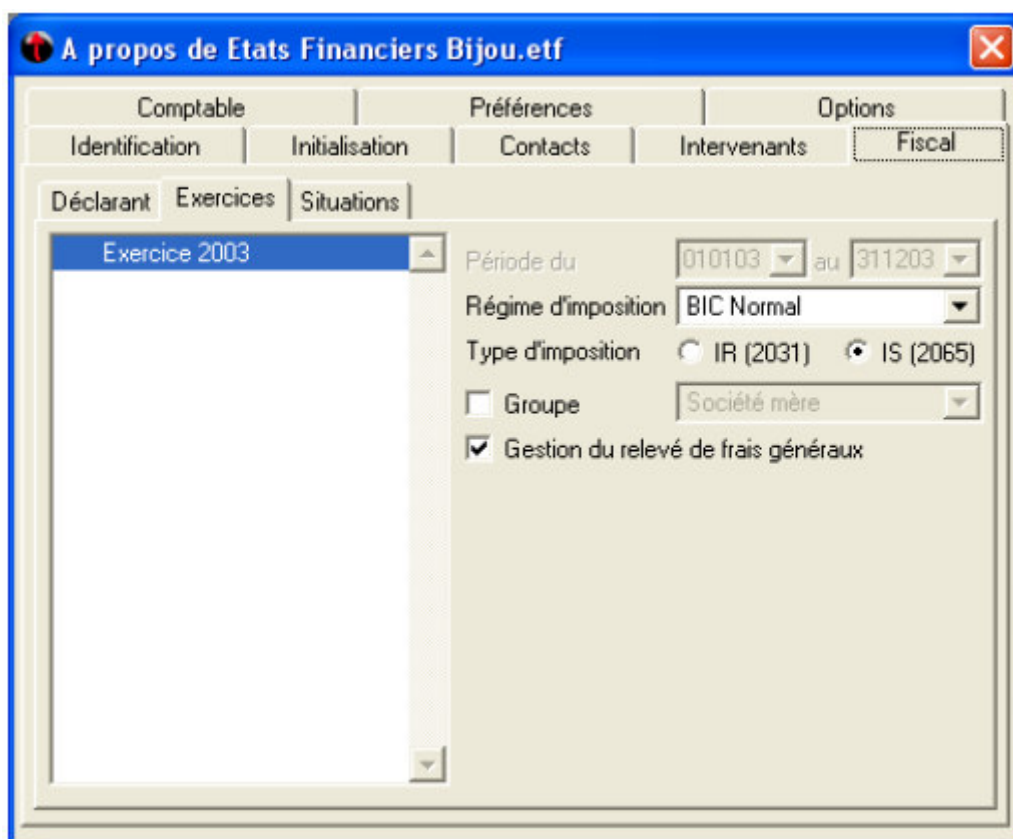 A propos de Etats Financiers Bijou.etf
Comptable Préférences Options
Identification Initialisation Contacts Intervenants Fiscal
Déclarant Exercices Situations
Exercice 2003
Période du 010103 au 311203
Régime d'imposition BIC Normal
Type d'imposition IR (2031) IS (2065)
Groupe Société mère
Gestion du relevé de frais généraux